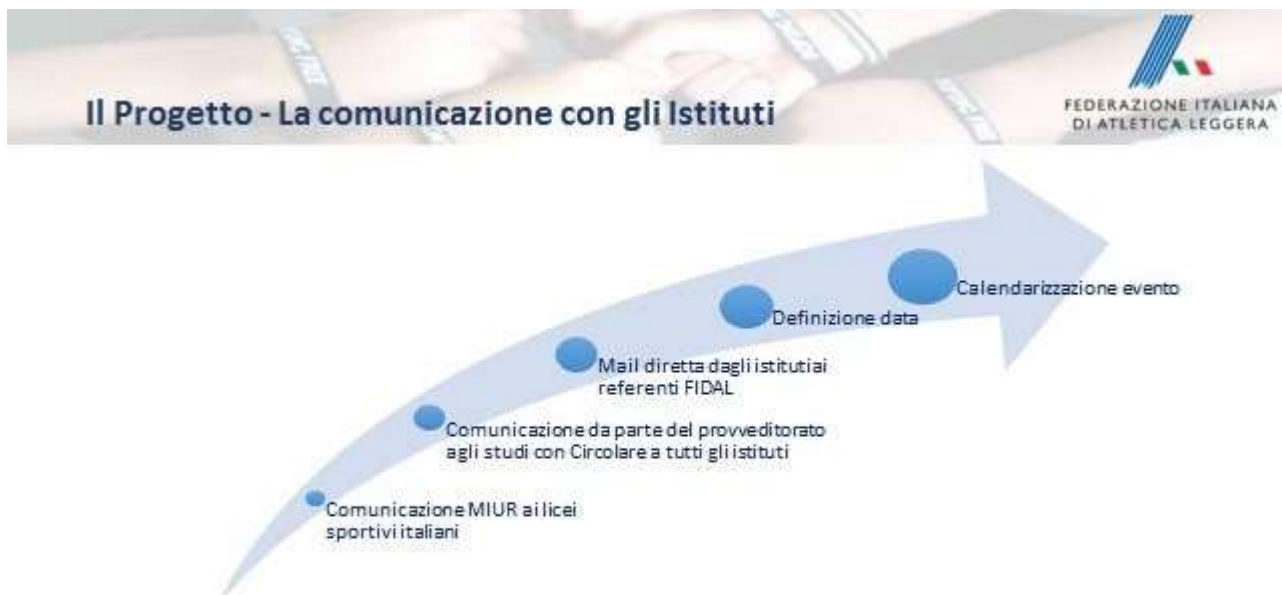 Il Progetto - La comunicazione con gli Istituti
FEDERAZIONE ITALIANA
DI ATLETICA LEGGERA
Calendarizzazione evento
Definizione data
Mail diretta dagli istitutiai
referenti FIDAL
Comunicazione da parte del provveditorato
agli studi con Circolare a tutti gli istituti
Comunicazione MIUR ai licei
sportivi italiani